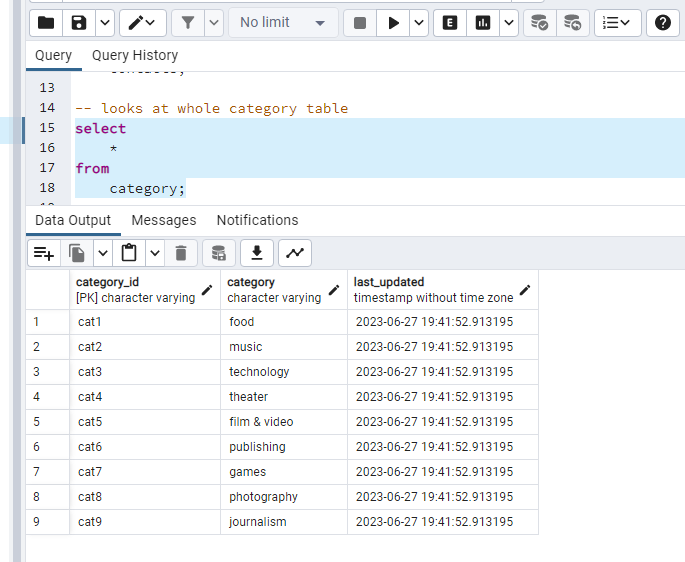 No limit
E
Query Query History
13
14 -- looks at whole category table
15 select
16 *
17 from
18 category;
Data Output Messages Notifications
category_id category last_updated
[PK] character varying character varying timestamp without time zone
1 cat1 food 2023-06-27 19:41:52.913195
2 cat2 music 2023-06-27 19:41:52.913195
3 cat3 technology 2023-06-27 19:41:52.913195
4 cat4 theater 2023-06-27 19:41:52.913195
5 cat5 film & video 2023-06-27 19:41:52.913195
6 cat6 publishing 2023-06-27 19:41:52.913195
7 cat7 games 2023-06-27 19:41:52.913195
8 cat8 photography 2023-06-27 19:41:52.913195
9 cat9 journalism 2023-06-27 19:41:52.913195